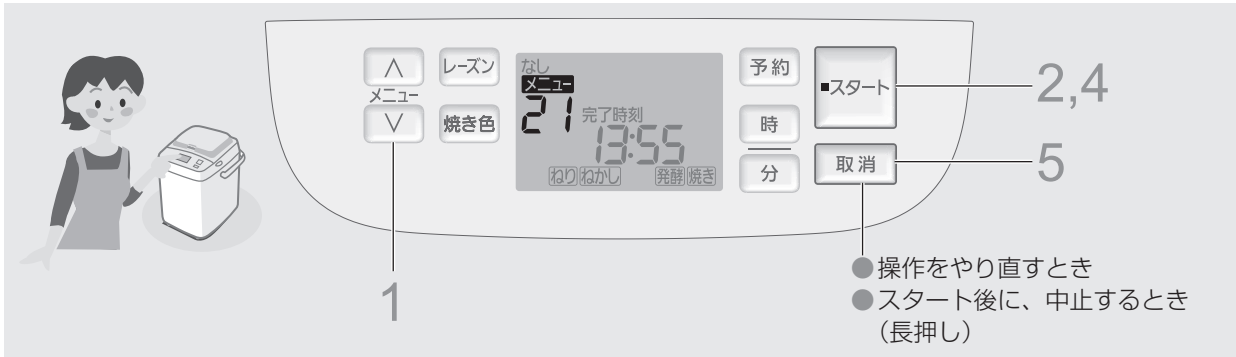 ∧
メニュー
∨
レーズン
焼き色
なし
メニュー
21
完了時刻
13:55
ねり ねかし 発酵 焼き
予約
時
分
■スタート
取消
1
2,4
5
●操作をやり直すとき
●スタート後に、中止するとき
（長押し）